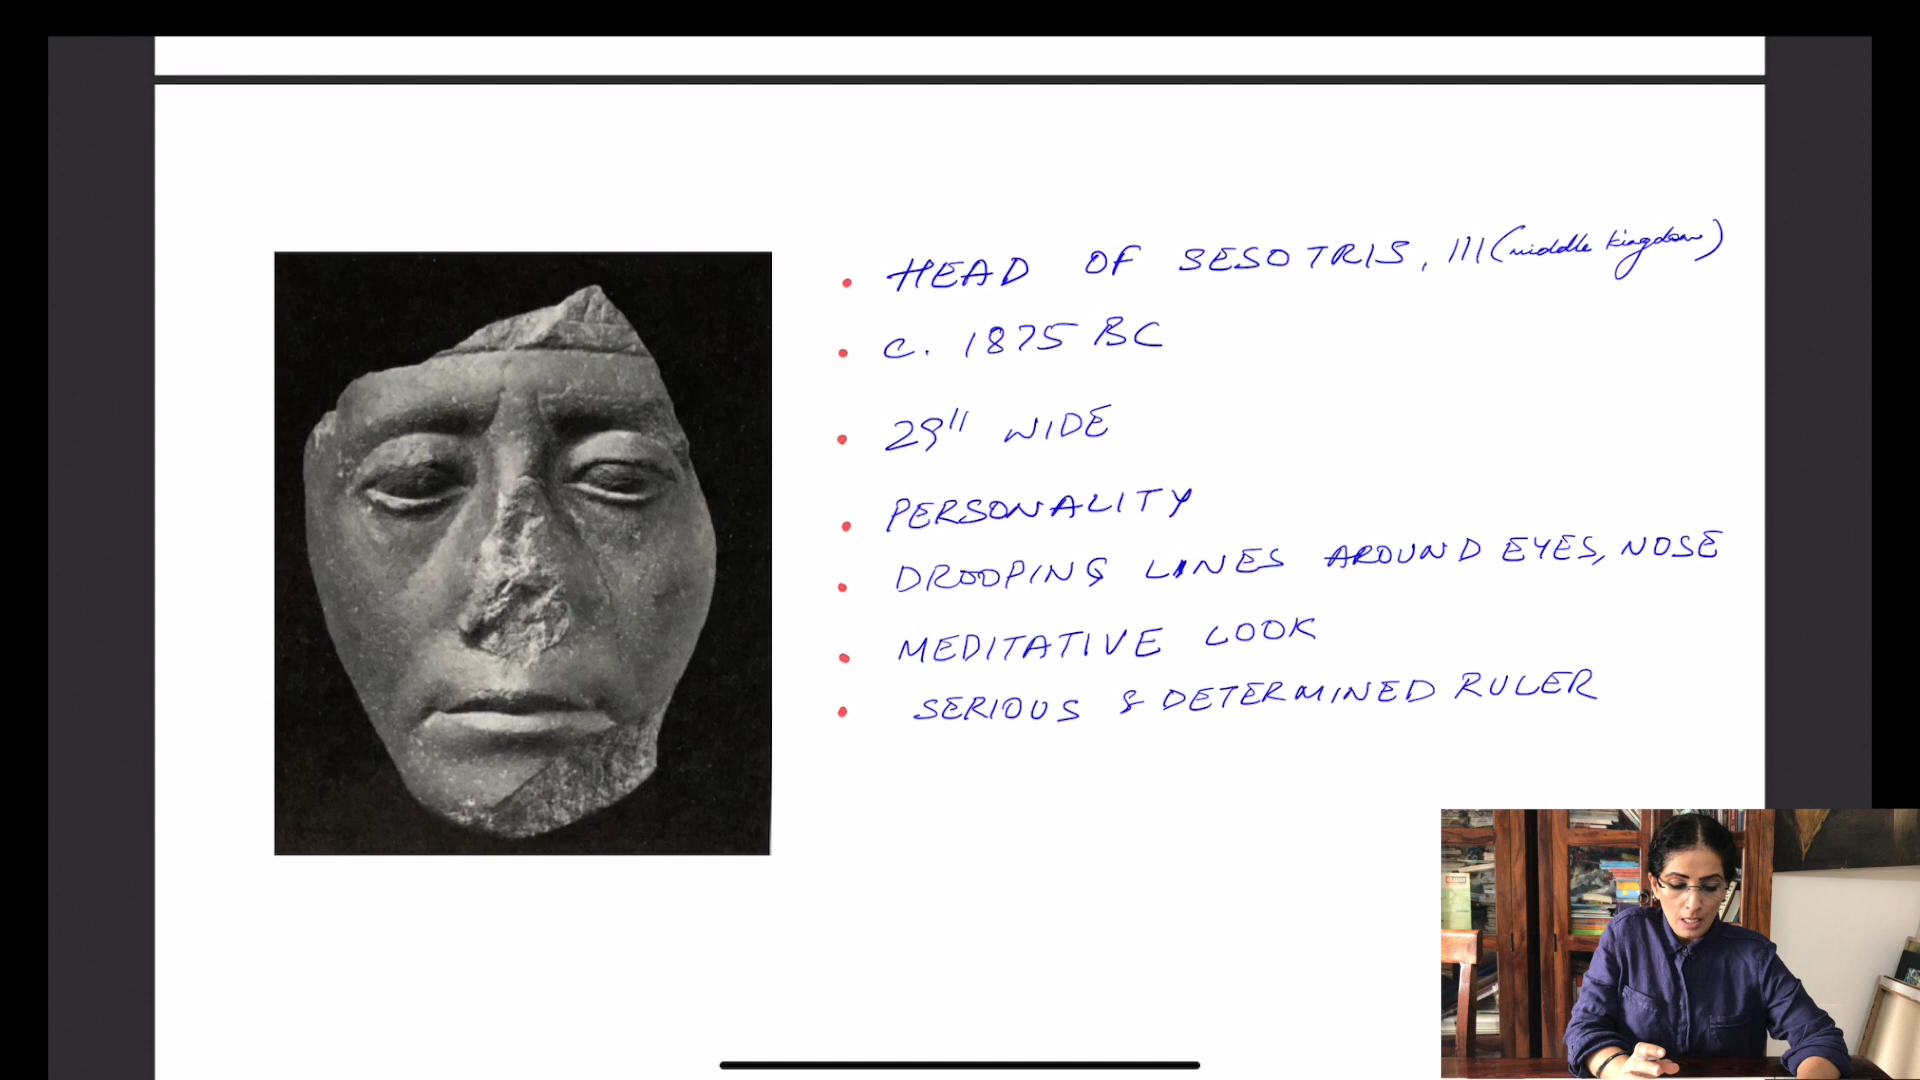 HEAD OF SESOTRIS, III (middle kingdom)
c. 1875 BC
29" WIDE
PERSONALITY
DROOPING LINES AROUND EYES, NOSE
MEDITATIVE LOOK
SERIOUS & DETERMINED RULER